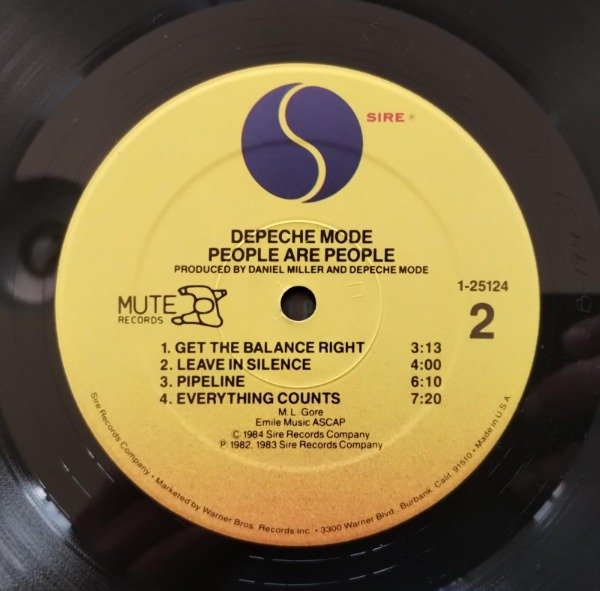 SIRE ®
DEPECHE MODE
PEOPLE ARE PEOPLE
PRODUCED BY DANIEL MILLER AND DEPECHE MODE
MUTE
RECORDS
1-25124
2
1. GET THE BALANCE RIGHT 3:13
2. LEAVE IN SILENCE 4:00
3. PIPELINE 6:10
4. EVERYTHING COUNTS 7:20
M. L. Gore
Emile Music ASCAP
© 1984 Sire Records Company
℗ 1982, 1983 Sire Records Company
Sire Records Company • Marketed by Warner Bros. Records Inc. • 3300 Warner Blvd., Burbank, Calif. 91510 • Made in U.S.A.